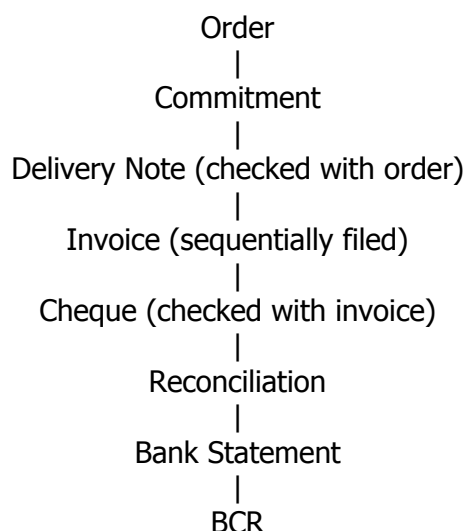 Order
|
Commitment
|
Delivery Note (checked with order)
|
Invoice (sequentially filed)
|
Cheque (checked with invoice)
|
Reconciliation
|
Bank Statement
|
BCR